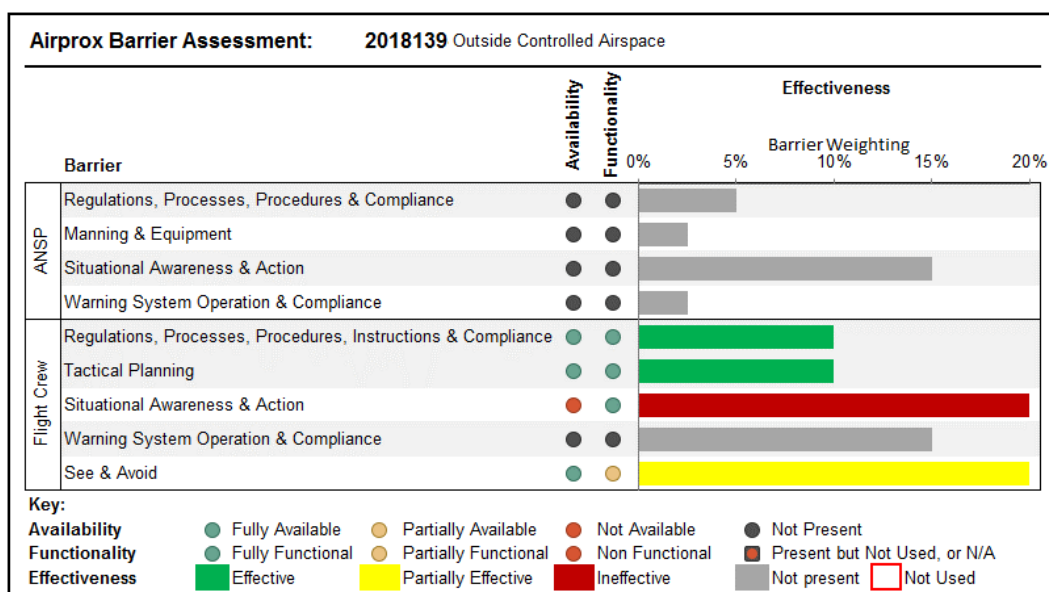 Airprox Barrier Assessment: 2018139 Outside Controlled Airspace
Barrier
Availability
Functionality
Effectiveness
Barrier Weighting
0% 5% 10% 15% 20%
ANSP
Regulations, Processes, Procedures & Compliance
Manning & Equipment
Situational Awareness & Action
Warning System Operation & Compliance
Flight Crew
Regulations, Processes, Procedures, Instructions & Compliance
Tactical Planning
Situational Awareness & Action
Warning System Operation & Compliance
See & Avoid
Key:
Availability Fully Available Partially Available Not Available Not Present
Functionality Fully Functional Partially Functional Non Functional Present but Not Used, or N/A
Effectiveness Effective Partially Effective Ineffective Not present Not Used